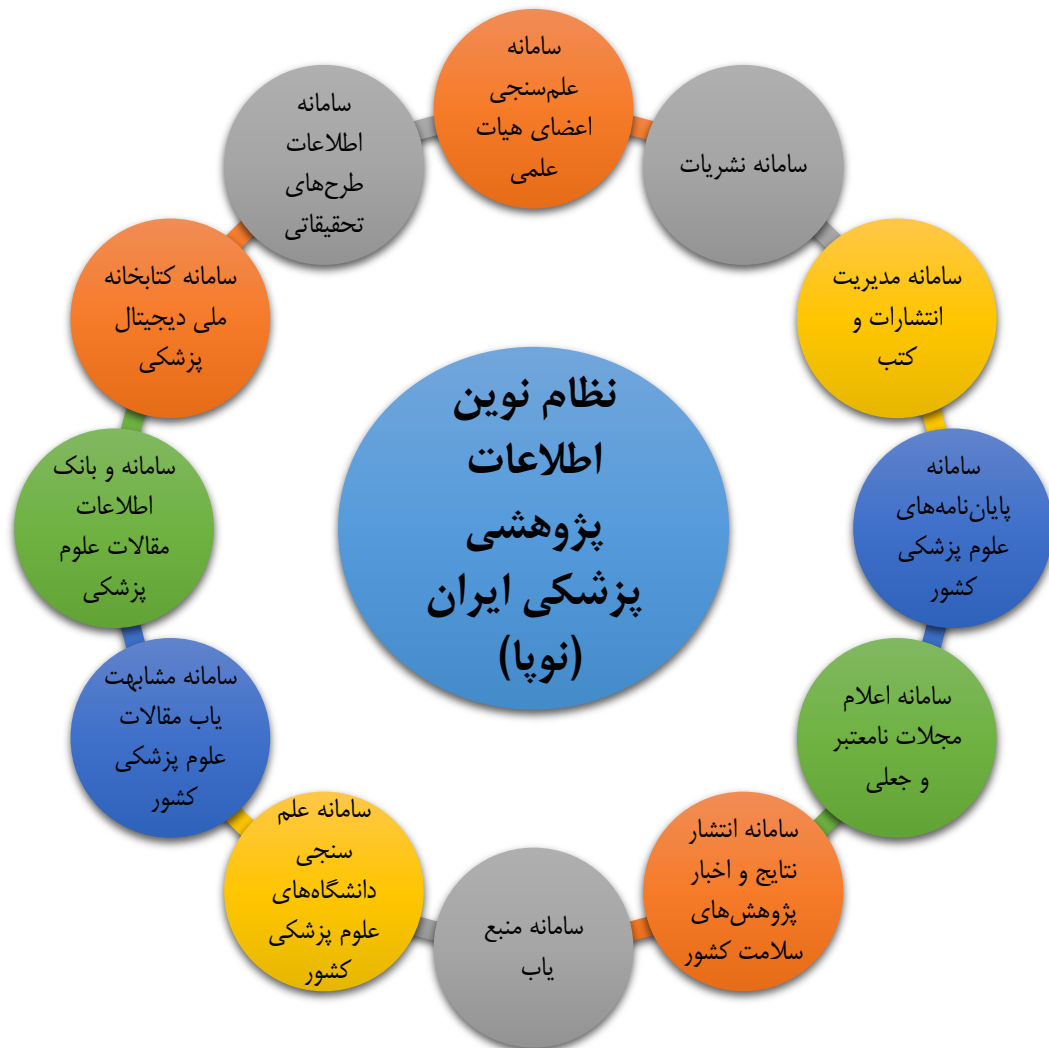 سامانه
علم‌سنجی
اعضای هیات
علمی
سامانه نشریات
سامانه مدیریت
انتشارات و
کتب
سامانه
پایان‌نامه‌های
علوم پزشکی
کشور
سامانه اعلام
مجلات نامعتبر
و جعلی
سامانه انتشار
نتایج و اخبار
پژوهش‌های
سلامت کشور
سامانه منبع
یاب
سامانه علم
سنجی
دانشگاه‌های
علوم پزشکی
کشور
سامانه مشابهت
یاب مقالات
علوم پزشکی
کشور
سامانه و بانک
اطلاعات
مقالات علوم
پزشکی
سامانه کتابخانه
ملی دیجیتال
پزشکی
سامانه
اطلاعات
طرح‌های
تحقیقاتی
نظام نوین
اطلاعات
پژوهشی
پزشکی ایران
(نوپا)